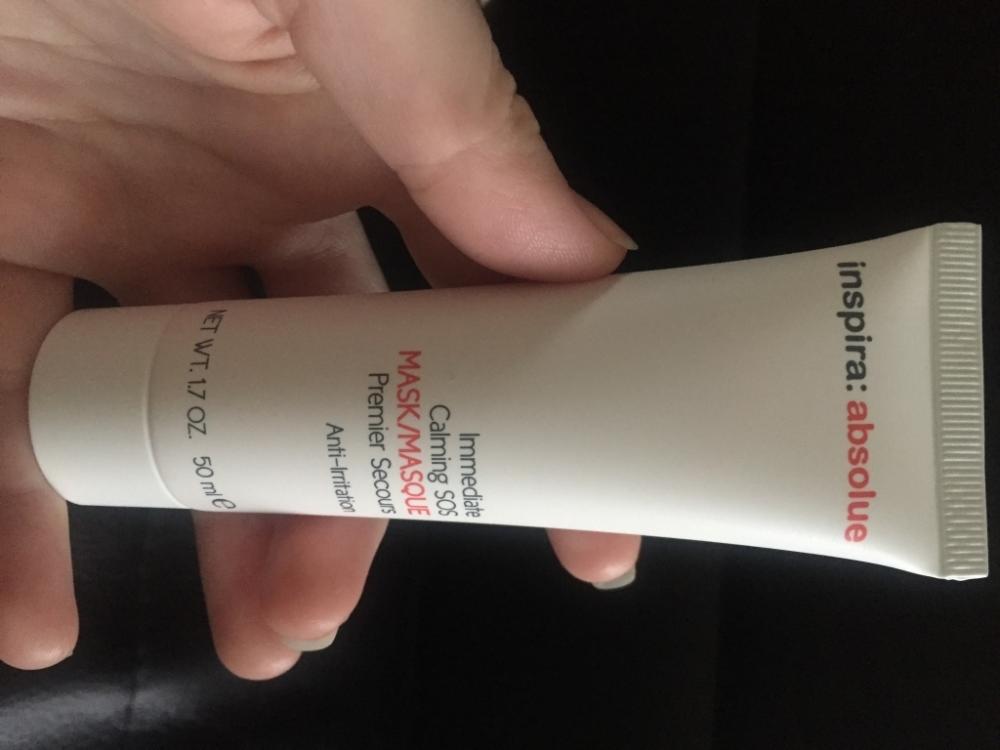 inspira: absolue
Immediate
Calming SOS
MASK/MASQUE
Premier Secours
Anti-Irritation
NET WT. 1.7 OZ. 50 ml ℮